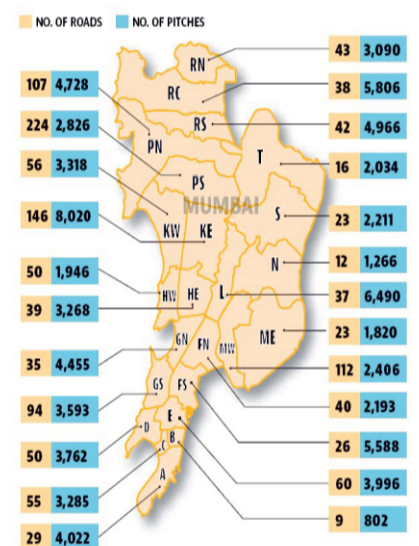 NO. OF ROADS NO. OF PITCHES
RN 43 3,090
RC 38 5,806
107 4,728
RS 42 4,966
224 2,826
PN
T 16 2,034
56 3,318
PS
MUMBAI
S 23 2,211
146 8,020
KW KE
N 12 1,266
50 1,946
HW HE L 37 6,490
39 3,268
ME 23 1,820
GN FN MW
35 4,455
112 2,406
GS FS
94 3,593
40 2,193
E
D B
26 5,588
50 3,762
C
60 3,996
55 3,285
A
9 802
29 4,022